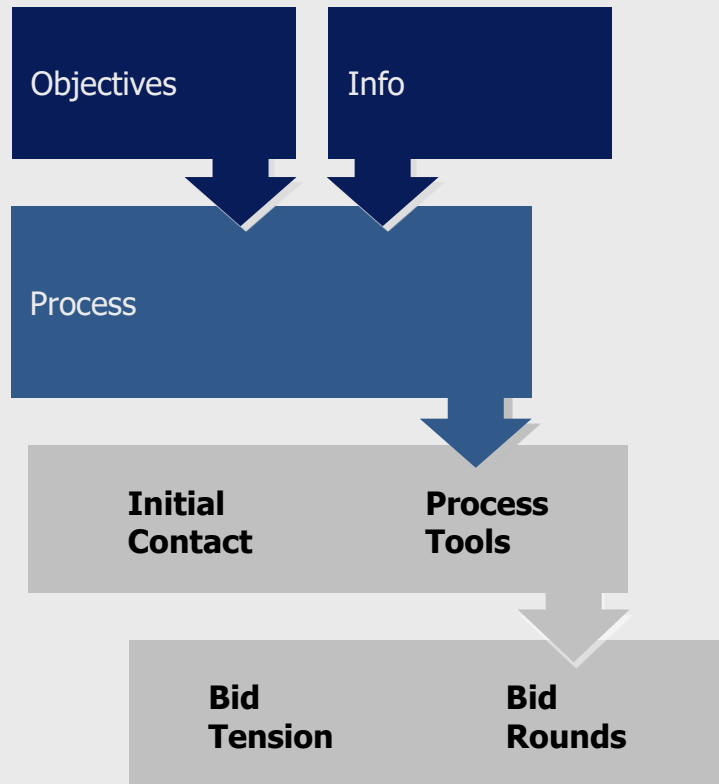 Objectives
Info
Process
Initial
Contact
Process
Tools
Bid
Tension
Bid
Rounds